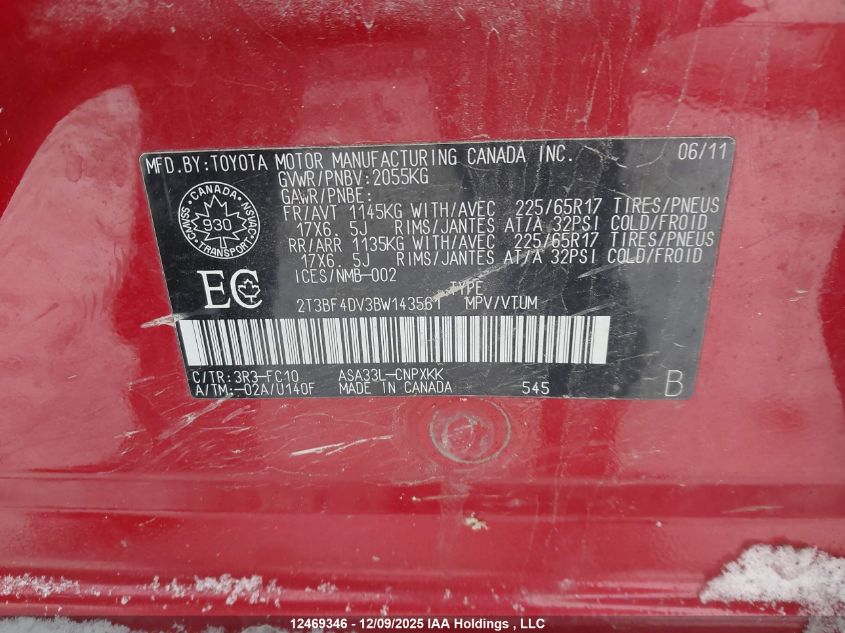 MFD.BY:TOYOTA MOTOR MANUFACTURING CANADA INC. 06/11
GVWR/PNBV:2055KG
GAWR/PNBE:
FR/AVT 1145KG WITH/AVEC 225/65R17 TIRES/PNEUS
17X6. 5J RIMS/JANTES AT/A 32PSI COLD/FROID
RR/ARR 1135KG WITH/AVEC 225/65R17 TIRES/PNEUS
17X6. 5J RIMS/JANTES AT/A 32PSI COLD/FROID
ICES/NMB-002
CANADA
CMVSS 930 NSVAC
TRANSPORT
EC
TYPE
2T3BF4DV3BW143561 MPV/VTUM
C/TR:3R3-FC10 ASA33L-CNPXKK
A/TM:-02A/U140F MADE IN CANADA 545 B
12469346 - 12/09/2025 IAA Holdings , LLC